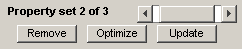 Property set 2 of 3
Remove Optimize Update